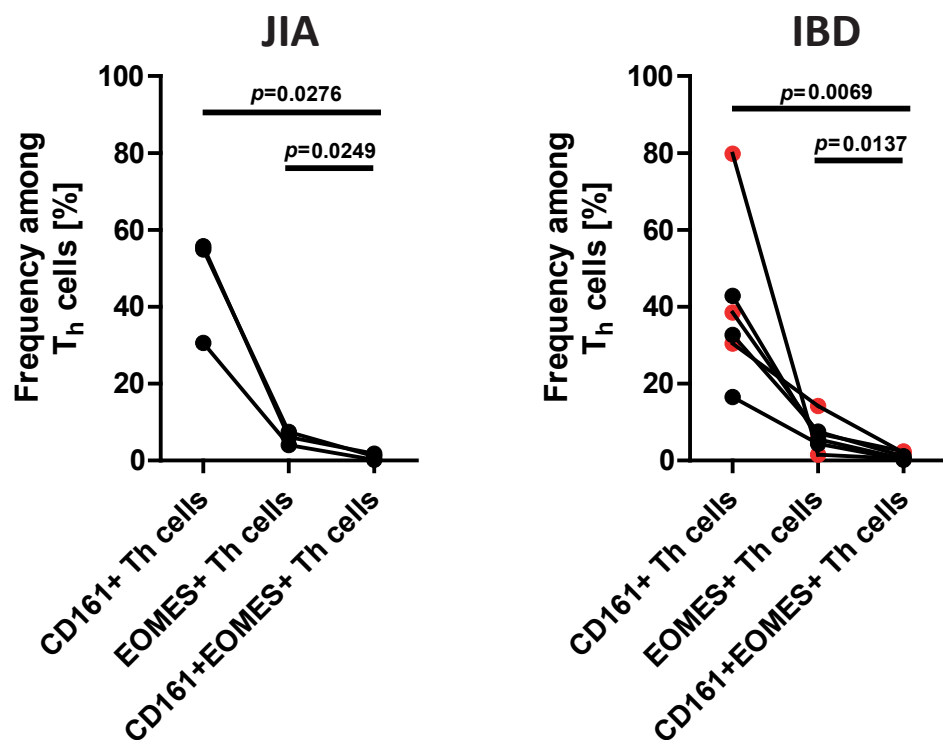 JIA
Frequency among
Th cells [%]
100
80
60
40
20
0
p=0.0276
p=0.0249
CD161+ Th cells
EOMES+ Th cells
CD161+EOMES+ Th cells
IBD
Frequency among
Th cells [%]
100
80
60
40
20
0
p=0.0069
p=0.0137
CD161+ Th cells
EOMES+ Th cells
CD161+EOMES+ Th cells